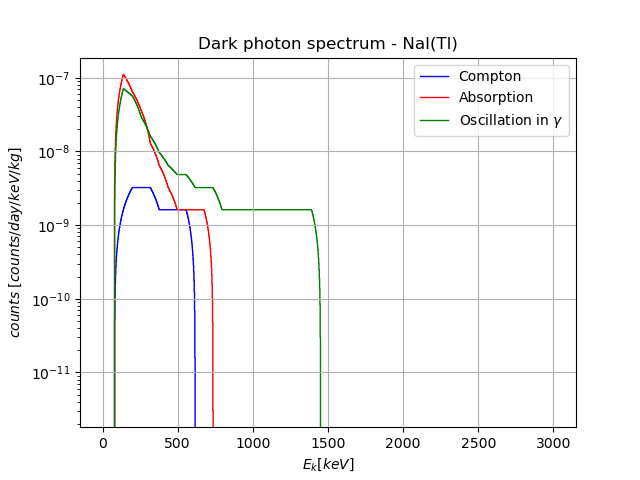 Dark photon spectrum - NaI(Tl)
Compton
Absorption
Oscillation in γ
counts [counts/day/keV/kg]
10⁻⁷
10⁻⁸
10⁻⁹
10⁻¹⁰
10⁻¹¹
0 500 1000 1500 2000 2500 3000
E_k[keV]